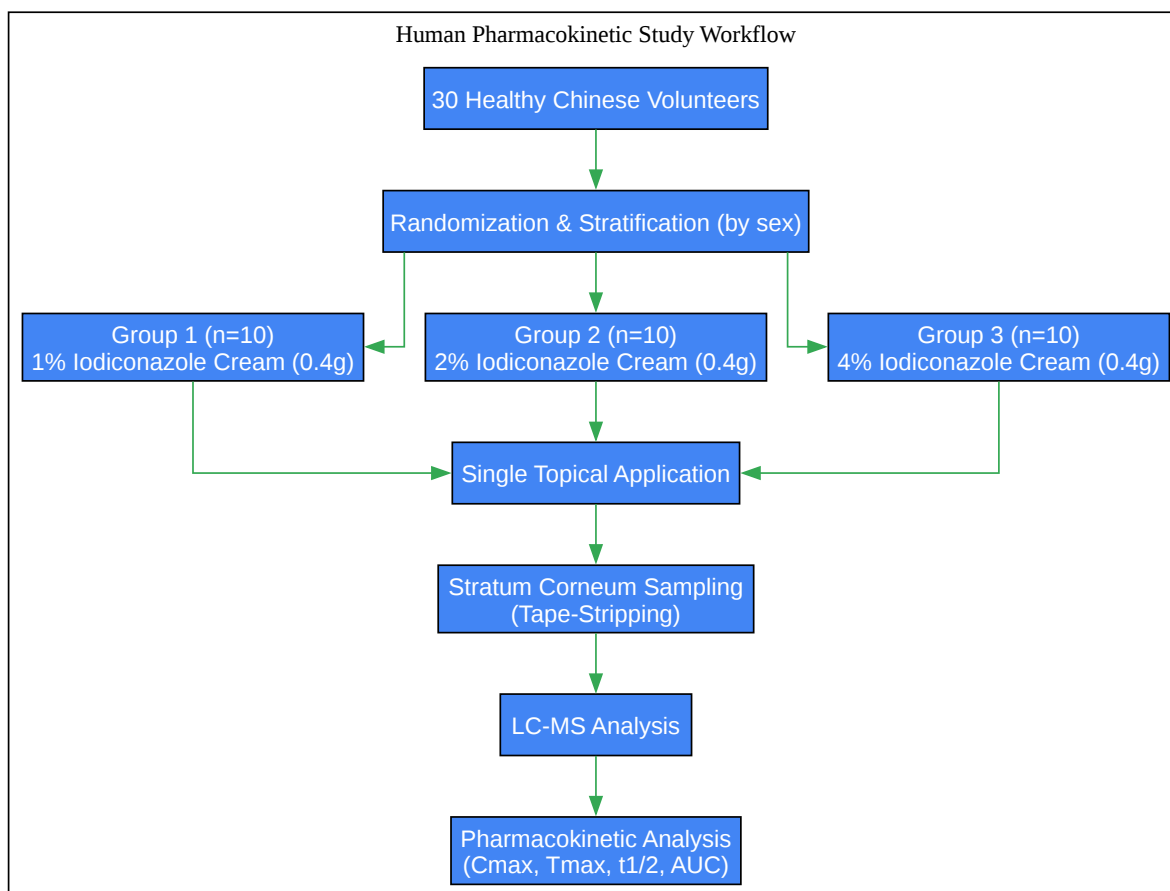 Human Pharmacokinetic Study Workflow
30 Healthy Chinese Volunteers
Randomization & Stratification (by sex)
Group 1 (n=10)
1% Iodiconazole Cream (0.4g)
Group 2 (n=10)
2% Iodiconazole Cream (0.4g)
Group 3 (n=10)
4% Iodiconazole Cream (0.4g)
Single Topical Application
Stratum Corneum Sampling
(Tape-Stripping)
LC-MS Analysis
Pharmacokinetic Analysis
(Cmax, Tmax, t1/2, AUC)